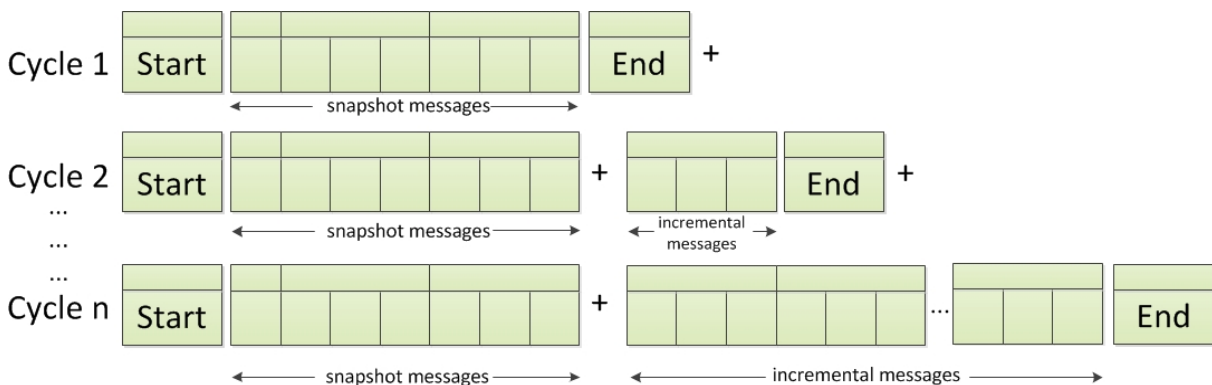 Cycle 1 Start End +
snapshot messages
Cycle 2 Start + End +
...
snapshot messages
incremental
messages
...
...
Cycle n Start + ... End
snapshot messages incremental messages